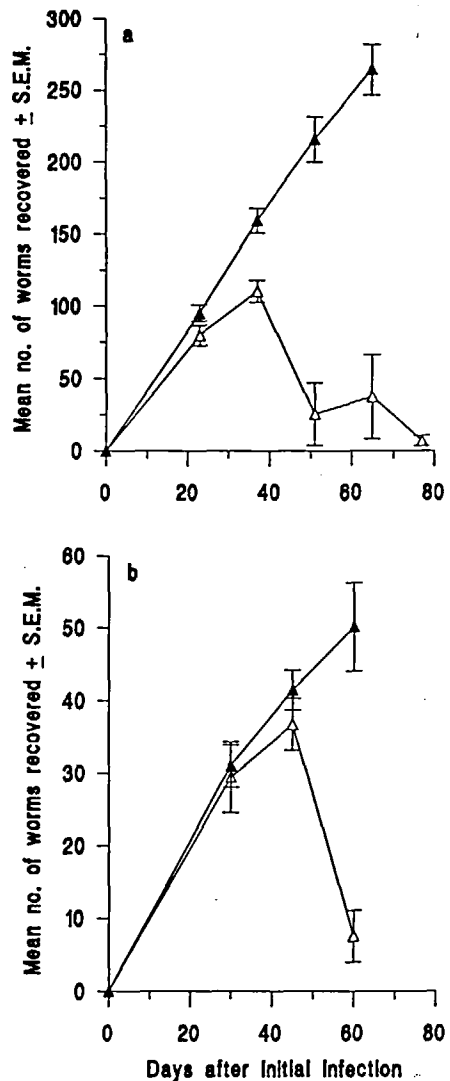 a
Mean no. of worms recovered ± S.E.M.
300
250
200
150
100
50
0
0 20 40 60 80
b
Mean no. of worms recovered ± S.E.M.
60
50
40
30
20
10
0
0 20 40 60 80
Days after Initial Infection